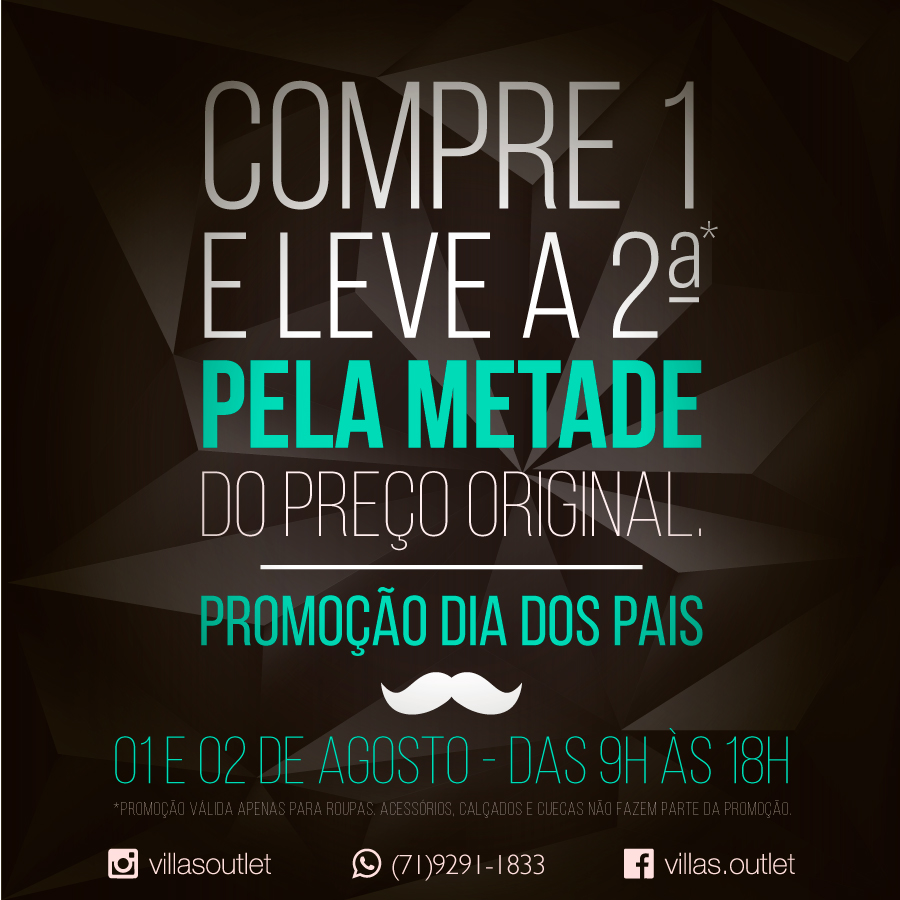 COMPRE 1
E LEVE A 2ª*
PELA METADE
DO PREÇO ORIGINAL.
PROMOÇÃO DIA DOS PAIS
01 E 02 DE AGOSTO - DAS 9H ÀS 18H
*PROMOÇÃO VÁLIDA APENAS PARA ROUPAS. ACESSÓRIOS, CALÇADOS E CUECAS NÃO FAZEM PARTE DA PROMOÇÃO.
villasoutlet (71)9291-1833 villas.outlet